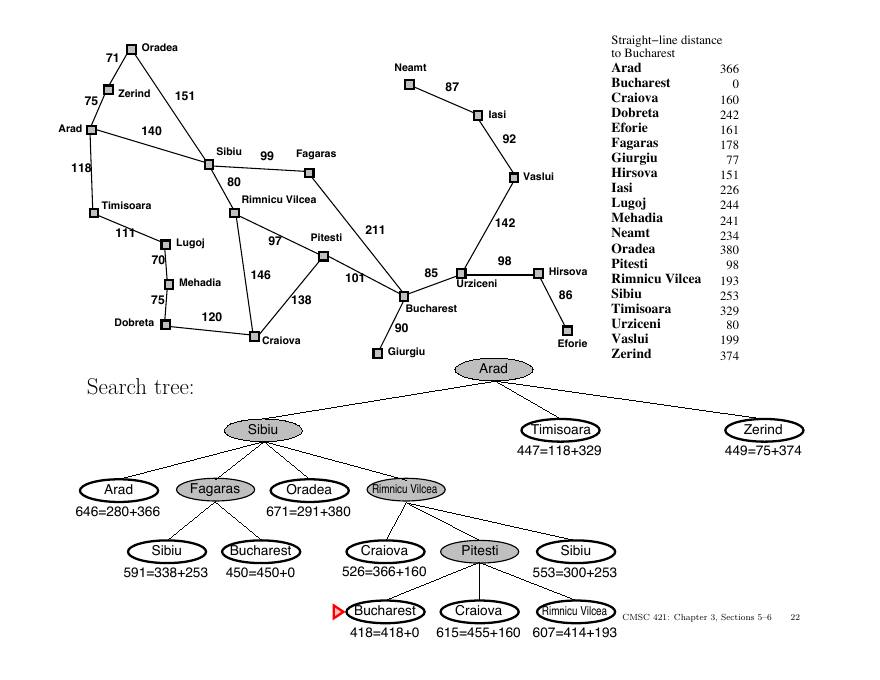 Straight−line distance
to Bucharest
Arad 366
Bucharest 0
Craiova 160
Dobreta 242
Eforie 161
Fagaras 178
Giurgiu 77
Hirsova 151
Iasi 226
Lugoj 244
Mehadia 241
Neamt 234
Oradea 380
Pitesti 98
Rimnicu Vilcea 193
Sibiu 253
Timisoara 329
Urziceni 80
Vaslui 199
Zerind 374
Oradea
71
Neamt
87
Zerind
75
151
Iasi
Arad
140
92
Sibiu
99
Fagaras
118
80
Vaslui
Timisoara
Rimnicu Vilcea
142
111
Lugoj
97
Pitesti
211
70
98
Mehadia
146
101
85
Hirsova
Urziceni
75
138
86
Dobreta
120
Bucharest
90
Craiova
Giurgiu
Eforie
Search tree:
Arad
Sibiu
Timisoara
447=118+329
Zerind
449=75+374
Arad
646=280+366
Fagaras
Oradea
671=291+380
Rimnicu Vilcea
Sibiu
591=338+253
Bucharest
450=450+0
Craiova
526=366+160
Pitesti
Sibiu
553=300+253
Bucharest
418=418+0
Craiova
615=455+160
Rimnicu Vilcea
607=414+193
CMSC 421: Chapter 3, Sections 5–6 22